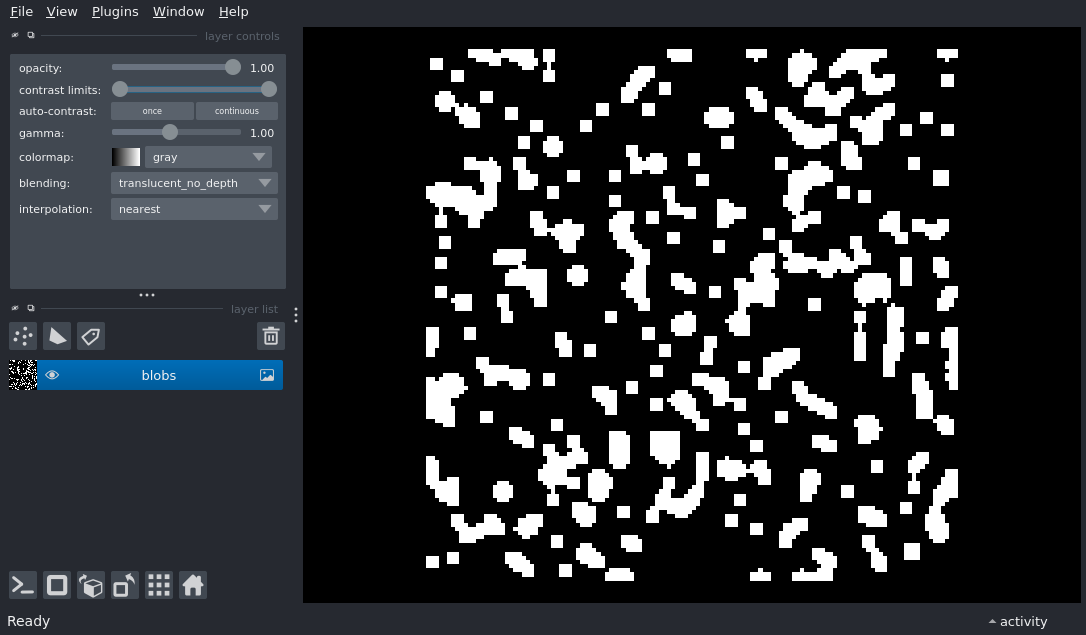 File View Plugins Window Help
layer controls
opacity: 1.00
contrast limits:
auto-contrast: once continuous
gamma: 1.00
colormap: gray
blending: translucent_no_depth
interpolation: nearest
layer list
blobs
Ready activity